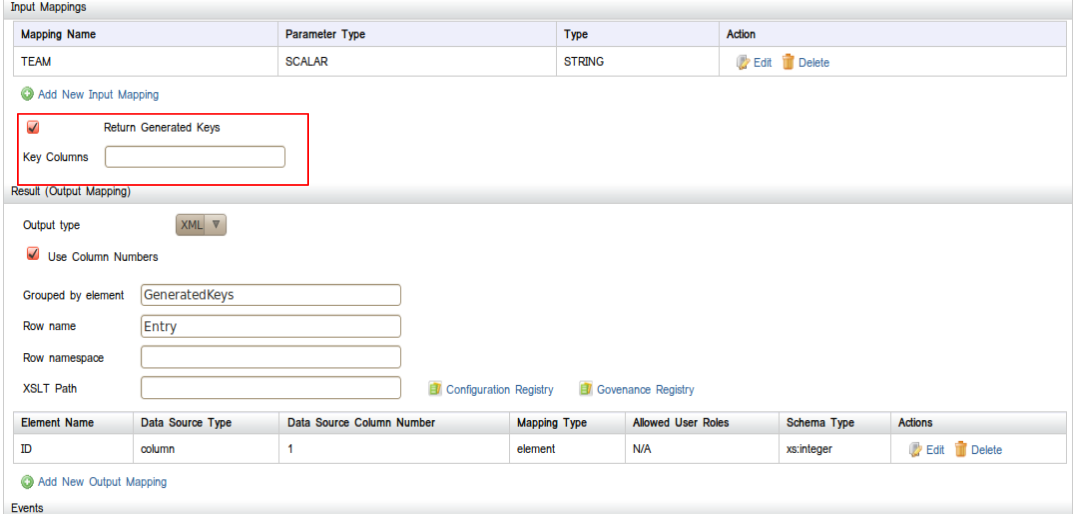 Input Mappings
Mapping Name Parameter Type Type Action
TEAM SCALAR STRING Edit Delete
Add New Input Mapping
Return Generated Keys
Key Columns
Result (Output Mapping)
Output type XML
Use Column Numbers
Grouped by element GeneratedKeys
Row name Entry
Row namespace
XSLT Path Configuration Registry Govenance Registry
Element Name Data Source Type Data Source Column Number Mapping Type Allowed User Roles Schema Type Actions
ID column 1 element N/A xs:integer Edit Delete
Add New Output Mapping
Events